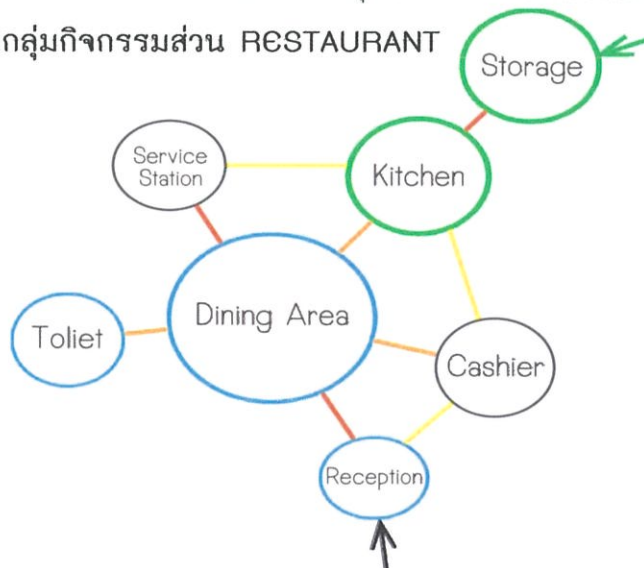 กลุ่มกิจกรรมส่วน RESTAURANT
Storage
Service
Station
Kitchen
Dining Area
Toliet
Cashier
Reception